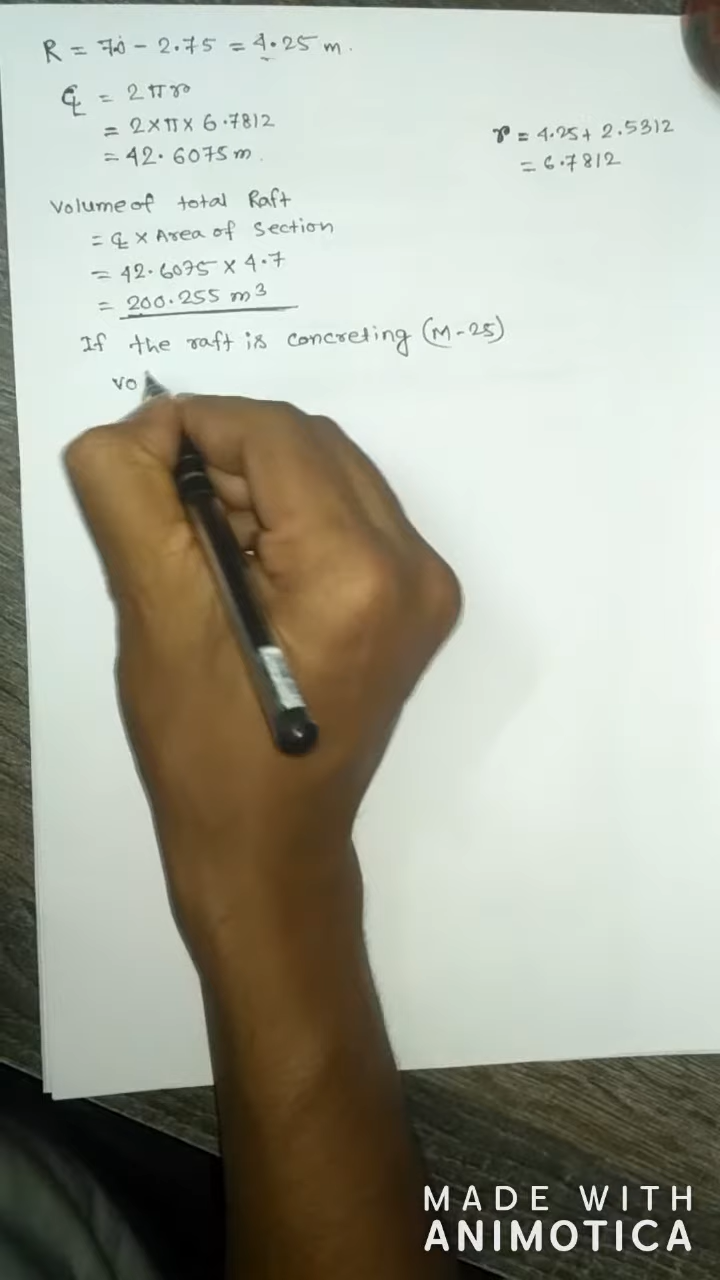 R = 7.0 - 2.75 = 4.25 m.
℄ = 2πr
= 2×π× 6.7812
= 42.6075 m.
r = 4.25 + 2.5312
= 6.7812
Volume of total Raft
= ℄ × Area of Section
= 42.6075 × 4.7
= 200.255 m³
If the raft is concreting (M-25)
VO
MADE WITH
ANIMOTICA